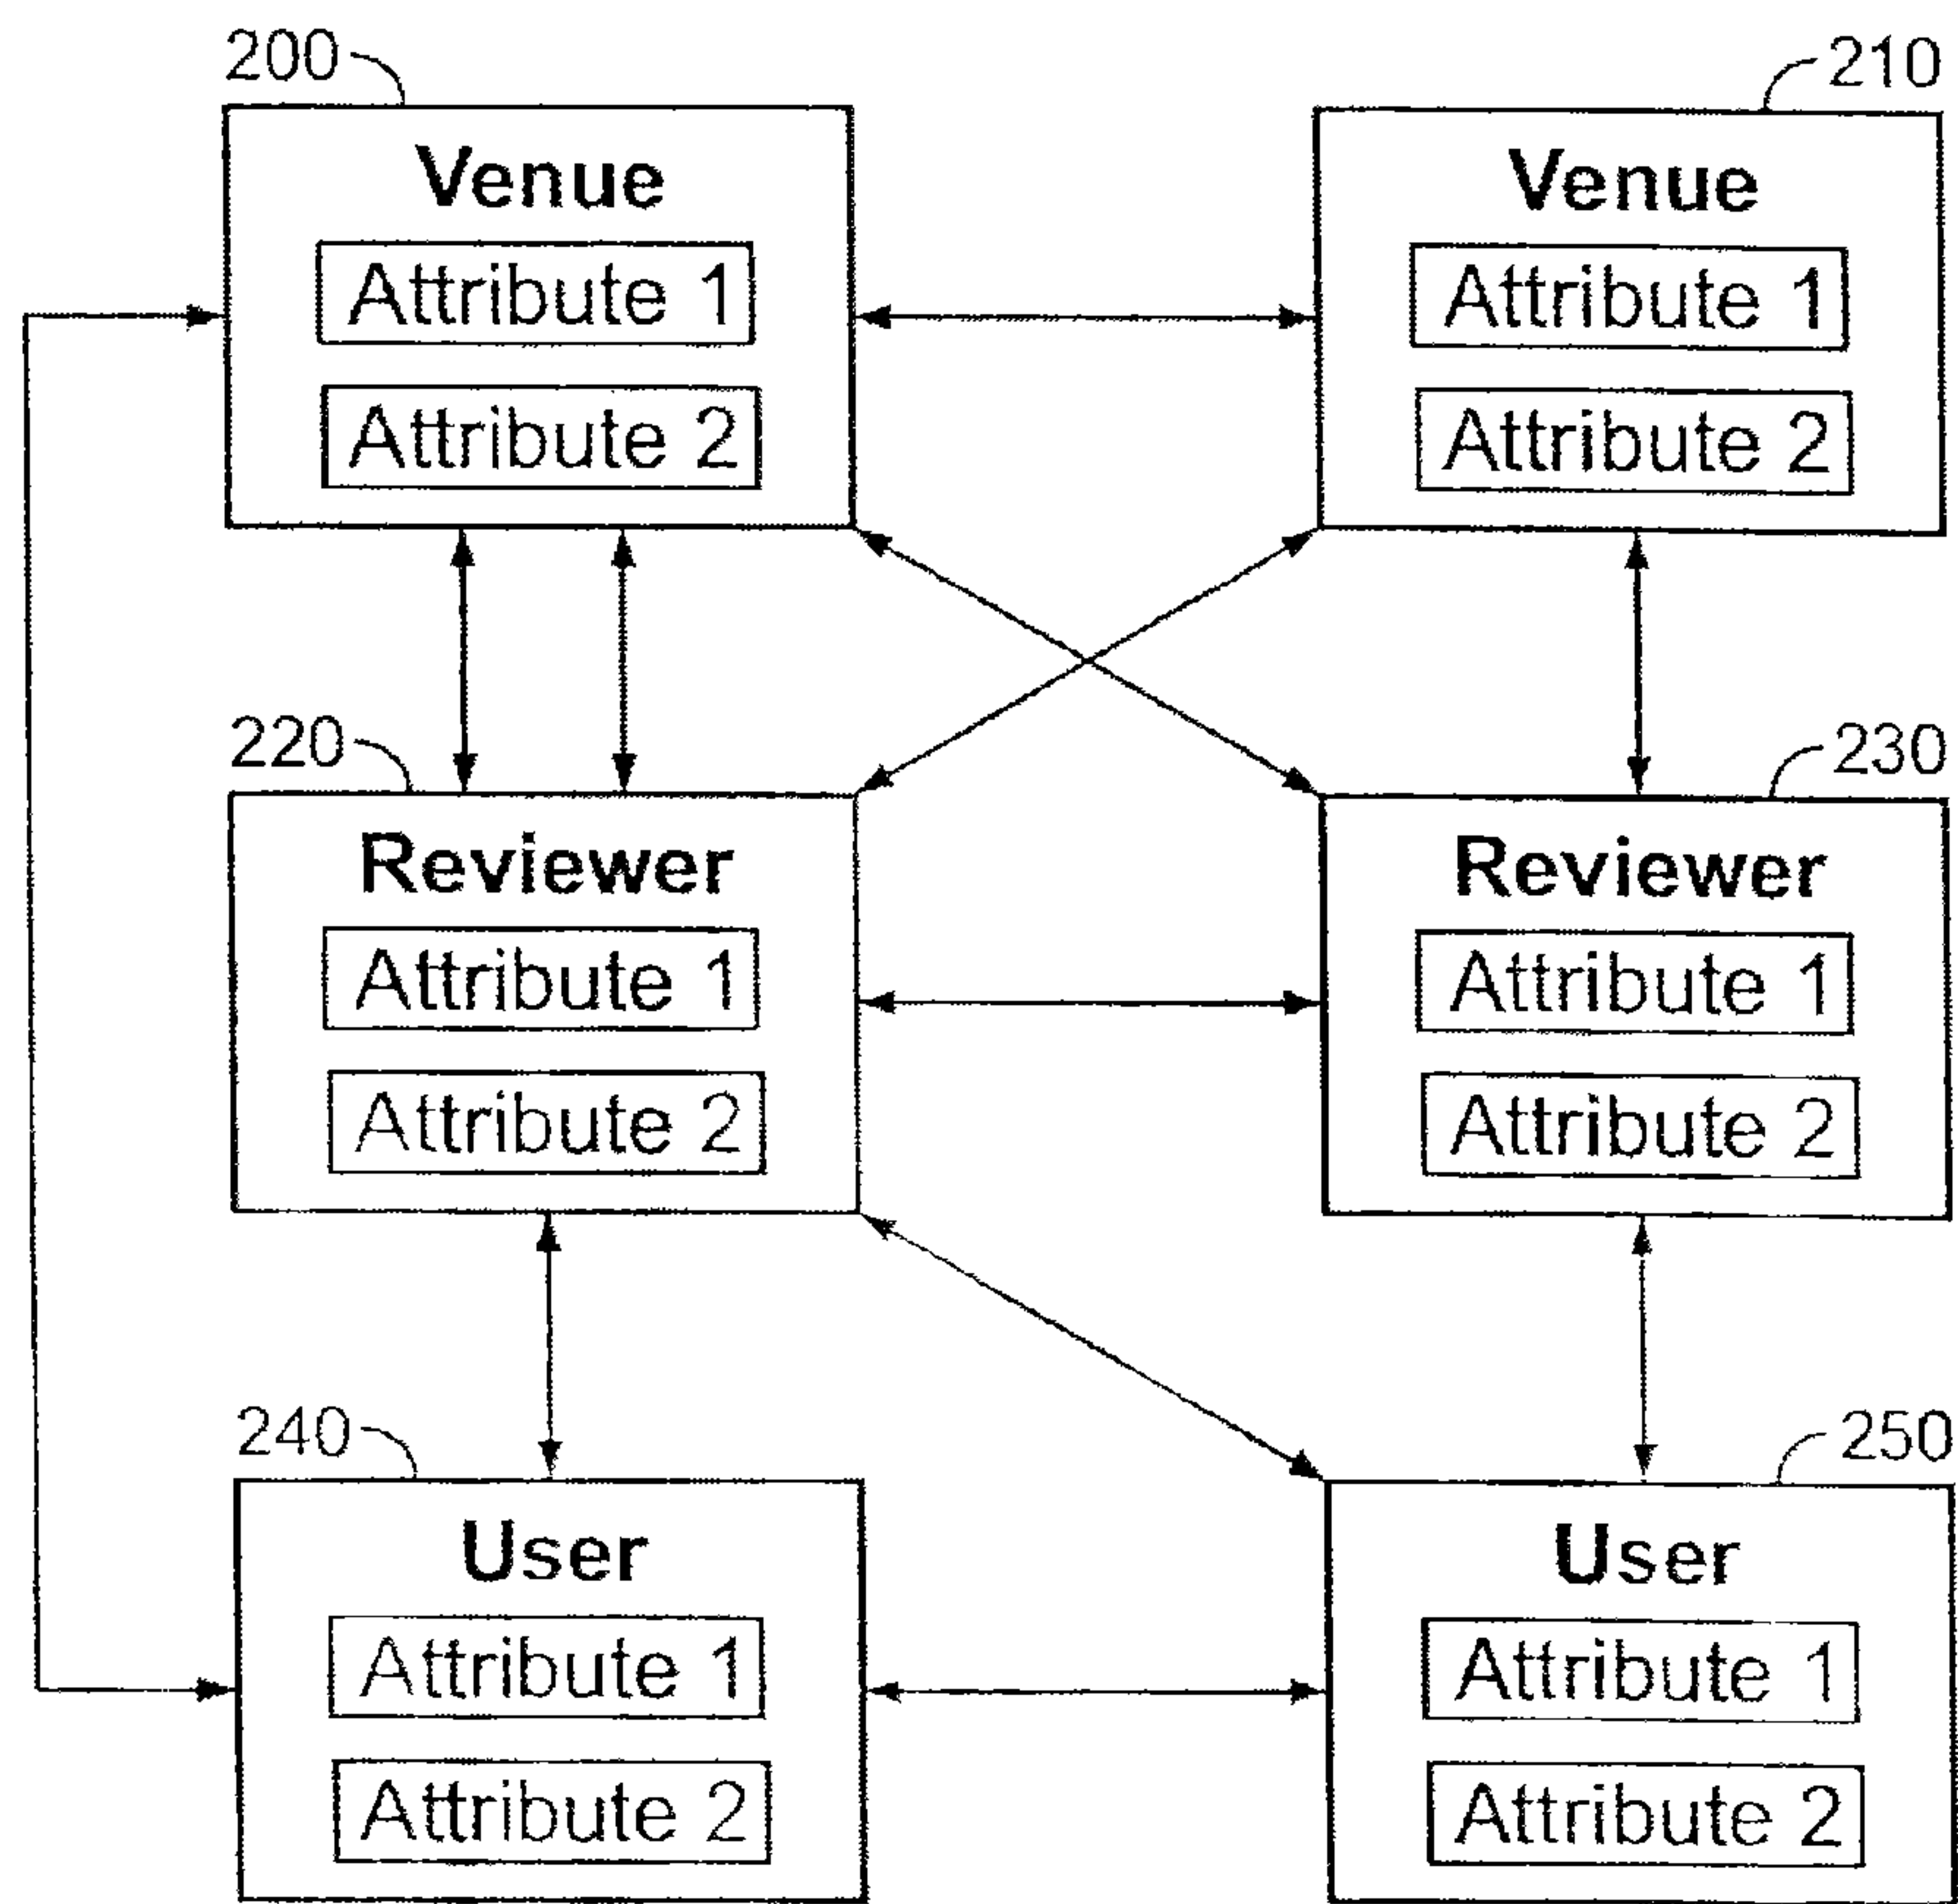 200
210
Venue
Attribute 1
Attribute 2
Venue
Attribute 1
Attribute 2
220
230
Reviewer
Attribute 1
Attribute 2
Reviewer
Attribute 1
Attribute 2
240
250
User
Attribute 1
Attribute 2
User
Attribute 1
Attribute 2